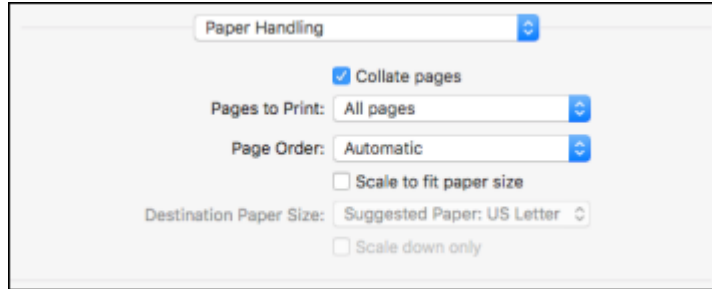 Paper Handling
Collate pages
Pages to Print: All pages
Page Order: Automatic
Scale to fit paper size
Destination Paper Size: Suggested Paper: US Letter
Scale down only